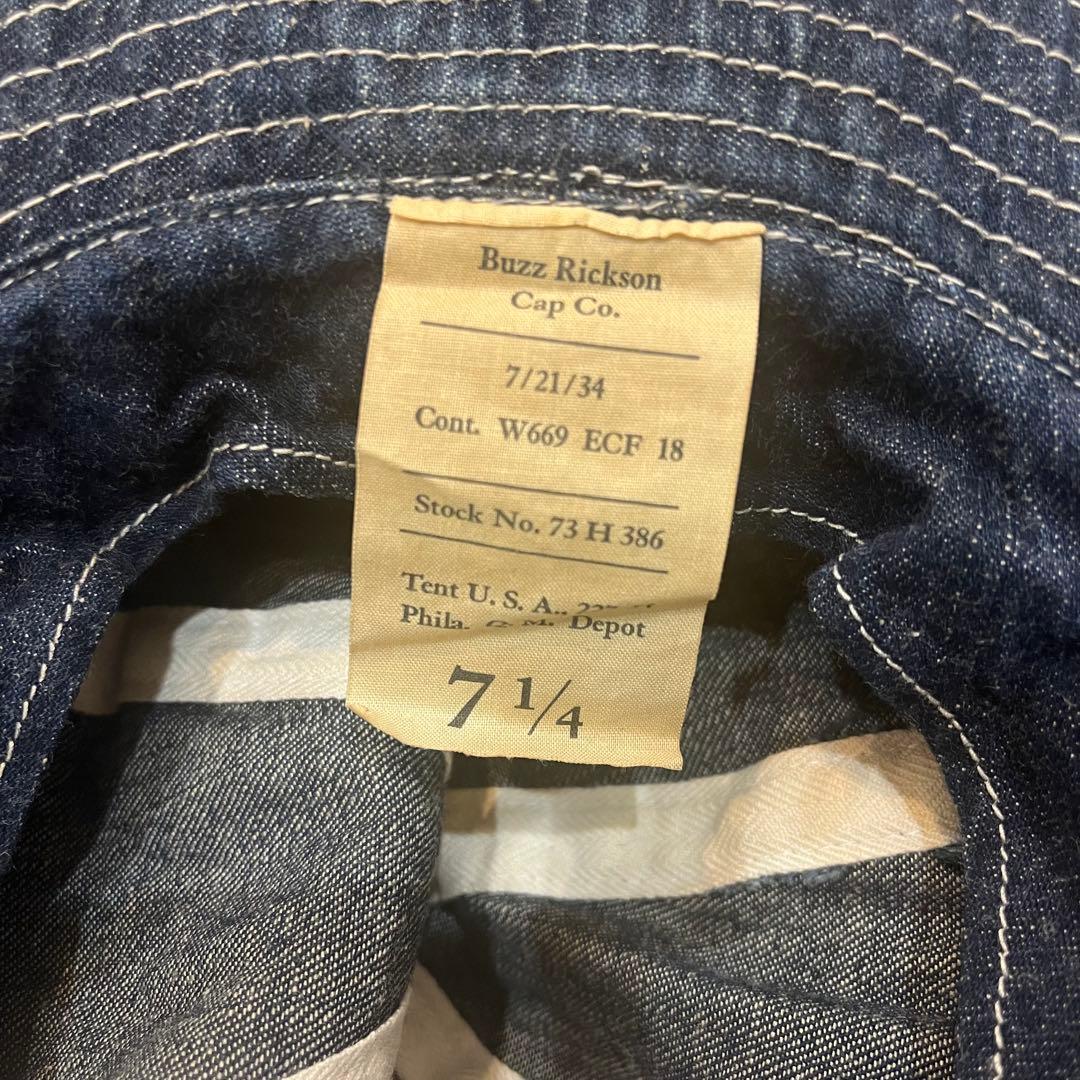 Buzz Rickson
Cap Co.
7/21/34
Cont. W669 ECF 18
Stock No. 73 H 386
Tent U. S. A.,
Phila. Depot
7 1/4